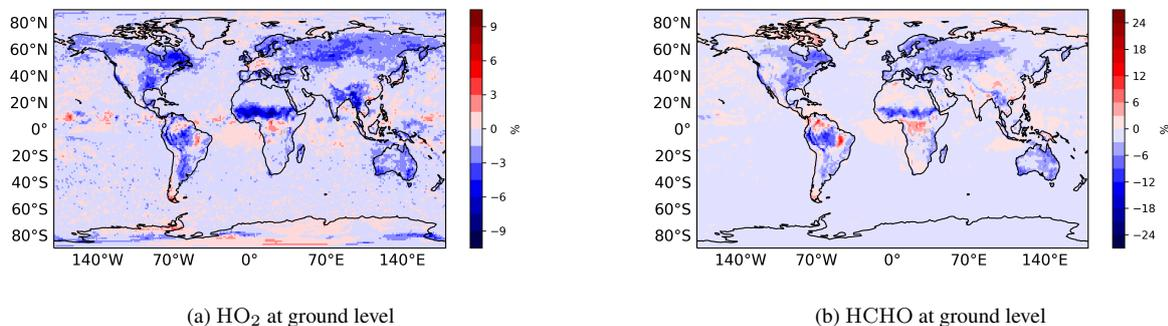 80°N
60°N
40°N
20°N
0°
20°S
40°S
60°S
80°S
140°W 70°W 0° 70°E 140°E
9
6
3
0
−3
−6
−9
%
(a) HO₂ at ground level
80°N
60°N
40°N
20°N
0°
20°S
40°S
60°S
80°S
140°W 70°W 0° 70°E 140°E
24
18
12
6
0
−6
−12
−18
−24
%
(b) HCHO at ground level